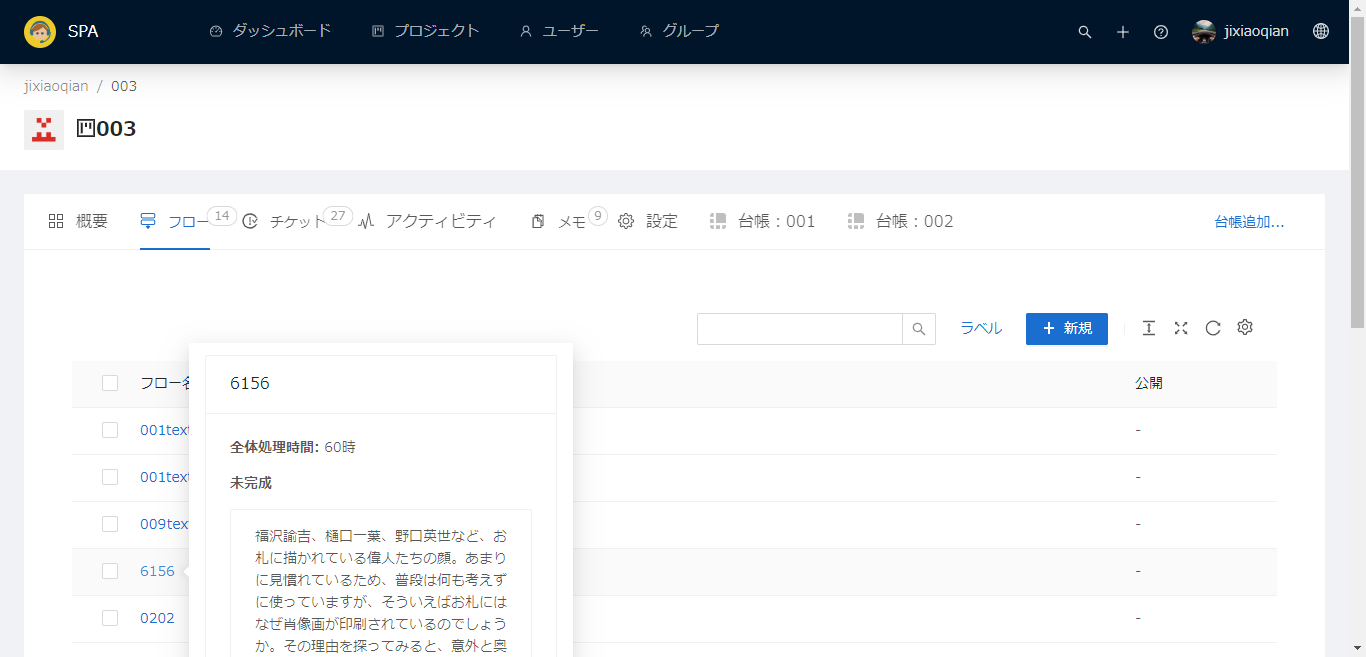 SPA
ダッシュボード
プロジェクト
ユーザー
グループ
jixiaoqian
jixiaoqian / 003
003
概要
フロー 14
チケット 27
アクティビティ
メモ 9
設定
台帳：001
台帳：002
台帳追加...
ラベル
+ 新規
フロー名
公開
001text
-
001text
-
009tex
-
6156
-
0202
-
6156
全体処理時間: 60時
未完成
福沢諭吉、樋口一葉、野口英世など、お
札に描かれている偉人たちの顔。あまり
に見慣れているため、普段は何も考えず
に使っていますが、そういえばお札には
なぜ肖像画が印刷されているのでしょう
か。その理由を探ってみると、意外と奥